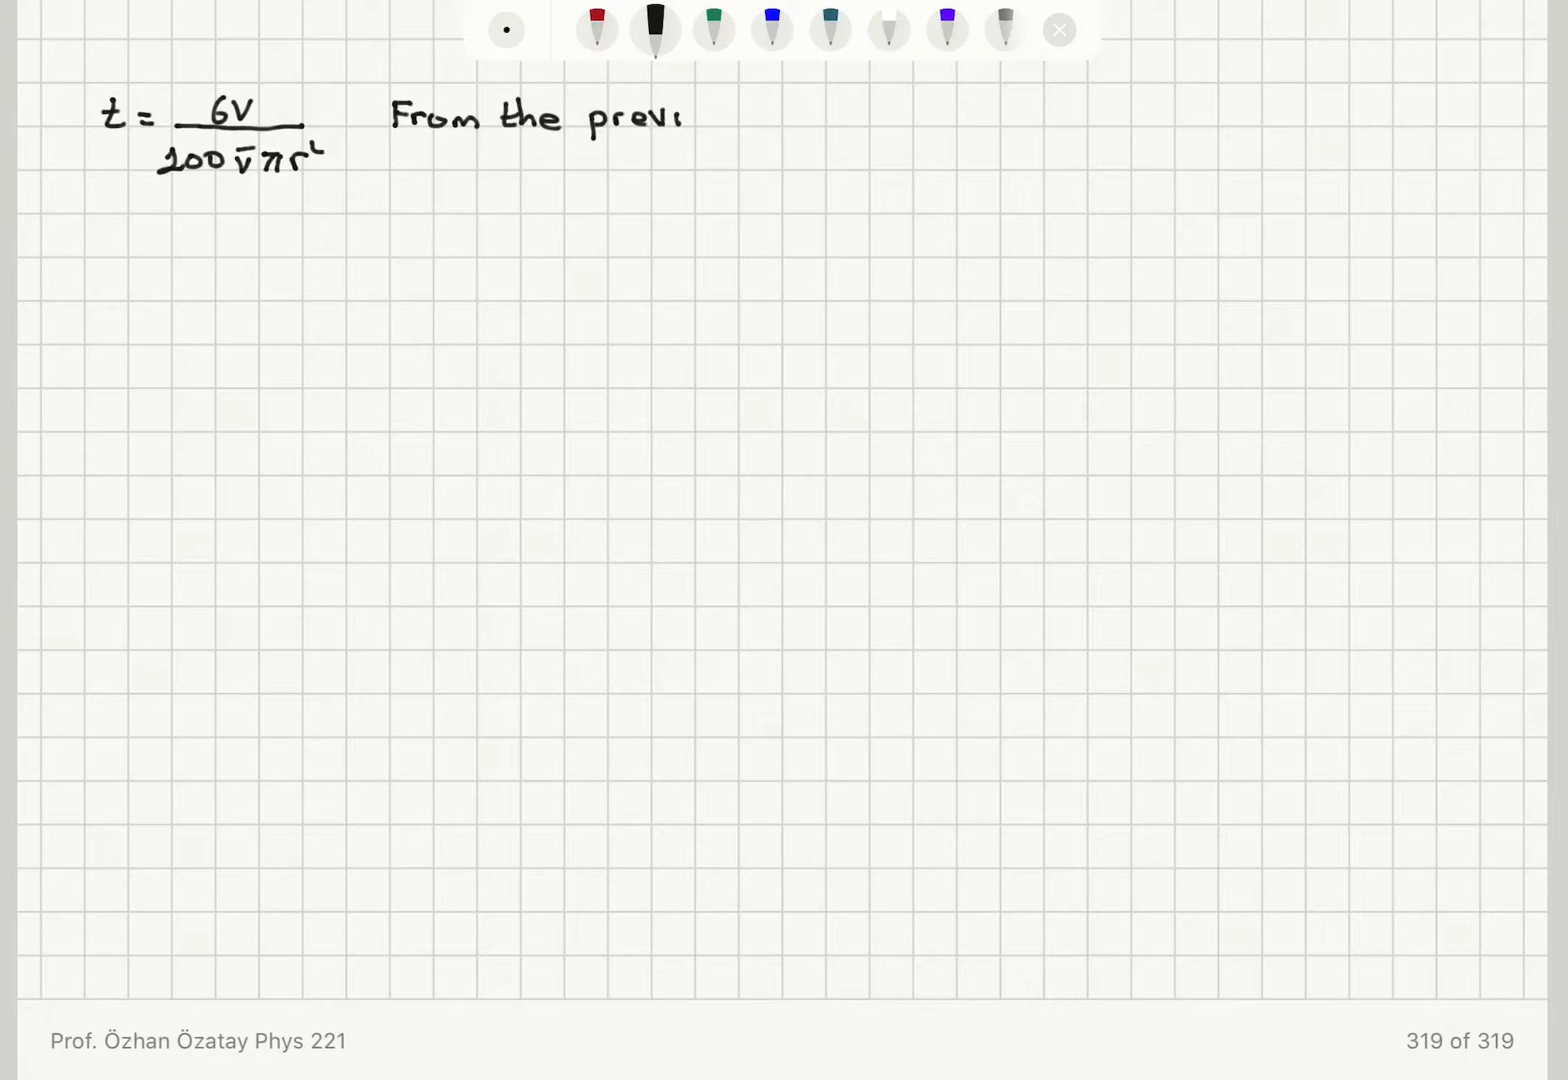 t = 6V / 100 v̄ π r² From the previ
Prof. Özhan Özatay Phys 221
319 of 319